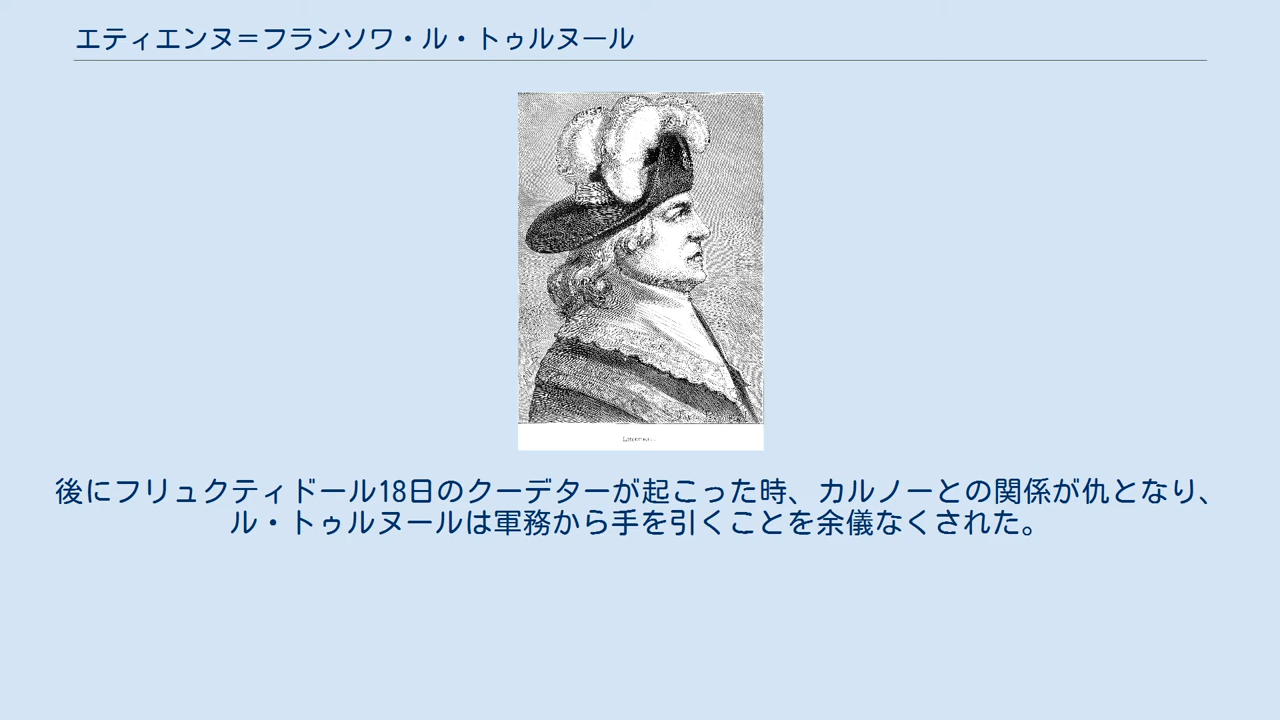 エティエンヌ＝フランソワ・ル・トゥルヌール
後にフリュクティドール18日のクーデターが起こった時、カルノーとの関係が仇となり、
ル・トゥルヌールは軍務から手を引くことを余儀なくされた。